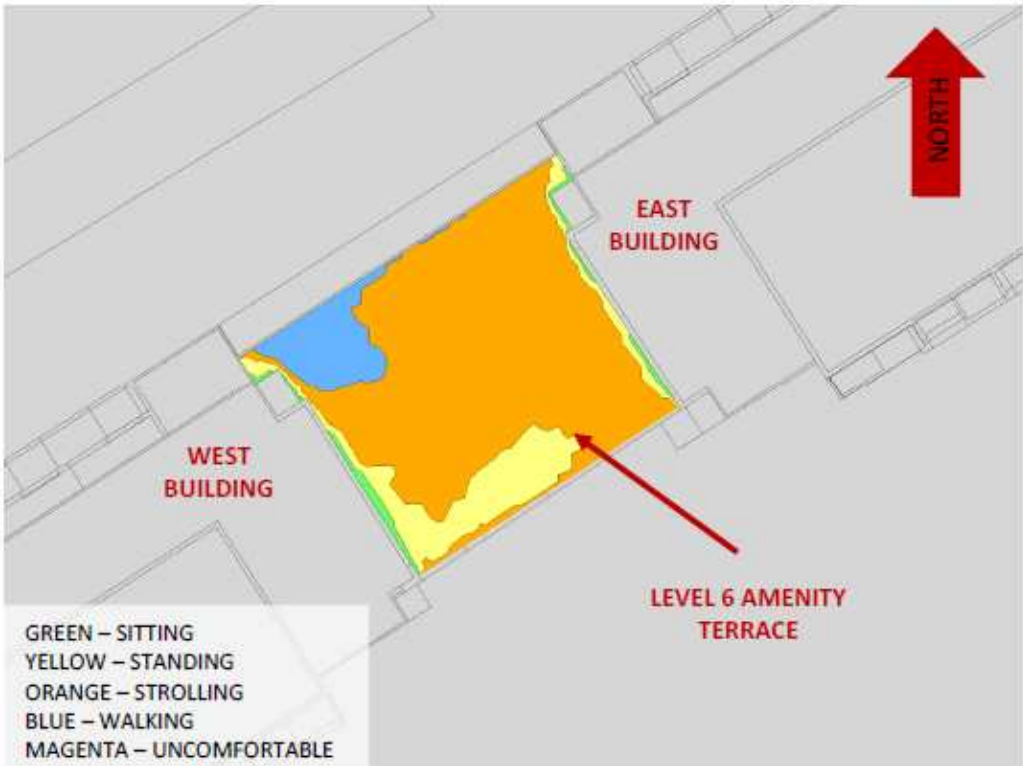 NORTH
EAST
BUILDING
WEST
BUILDING
LEVEL 6 AMENITY
TERRACE
GREEN – SITTING
YELLOW – STANDING
ORANGE – STROLLING
BLUE – WALKING
MAGENTA – UNCOMFORTABLE